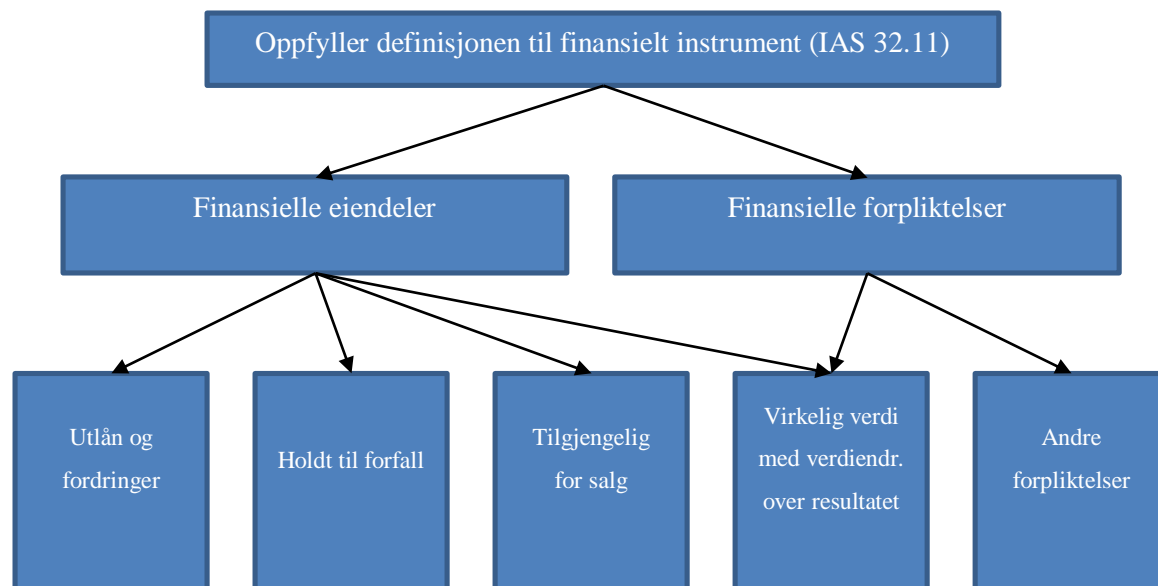 Oppfyller definisjonen til finansielt instrument (IAS 32.11)
Finansielle eiendeler
Finansielle forpliktelser
Utlån og
fordringer
Holdt til forfall
Tilgjengelig
for salg
Virkelig verdi
med verdiendr.
over resultatet
Andre
forpliktelser